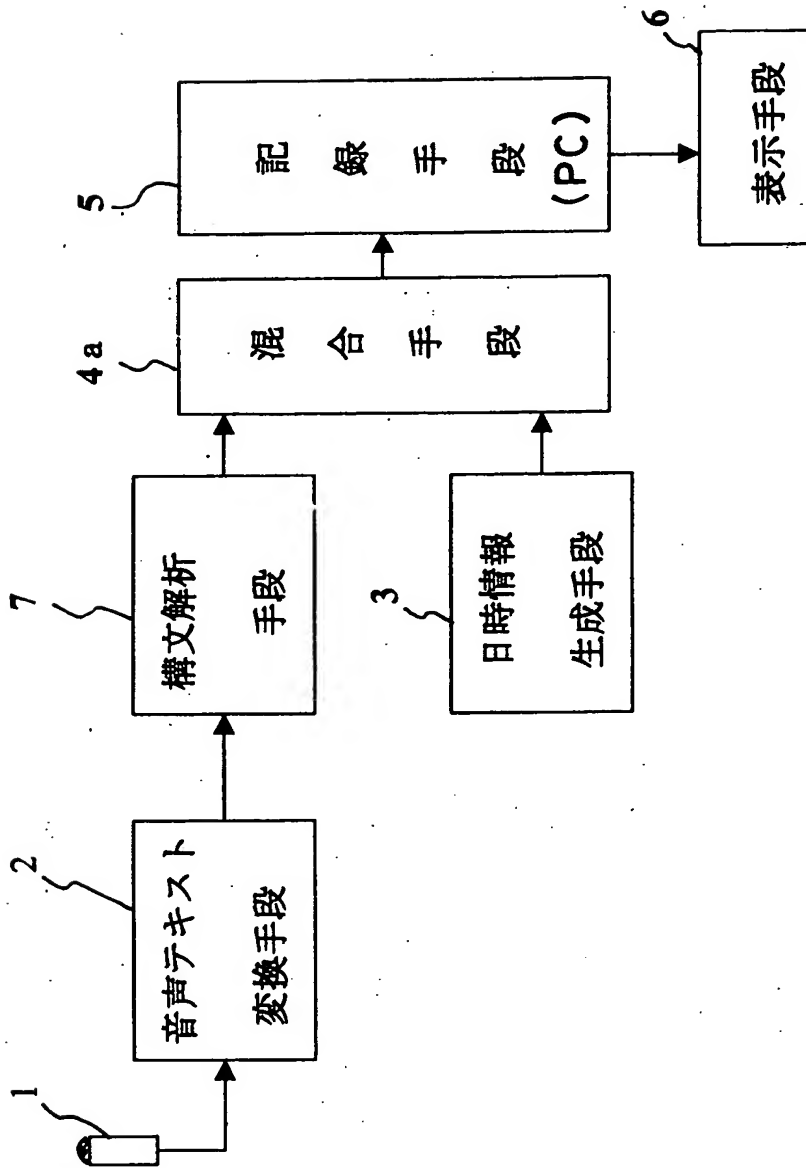 1
2
音声テキスト
変換手段
7
構文解析
手段
3
日時情報
生成手段
4a
混合手段
5
記録手段
(PC)
6
表示手段